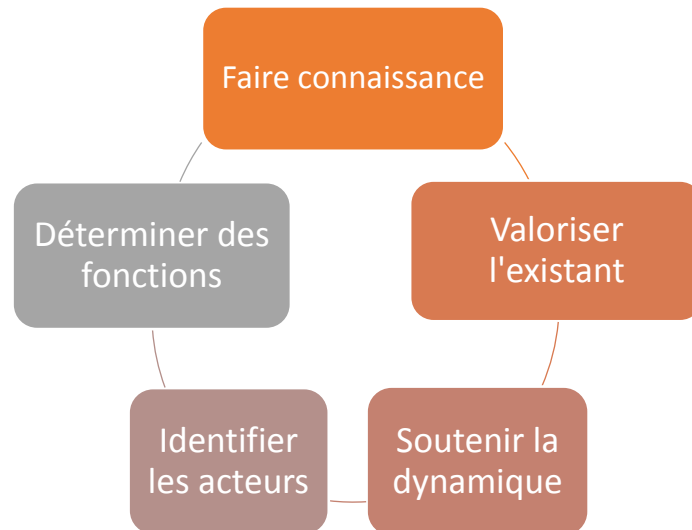 Faire connaissance
Valoriser
l'existant
Soutenir la
dynamique
Identifier
les acteurs
Déterminer des
fonctions